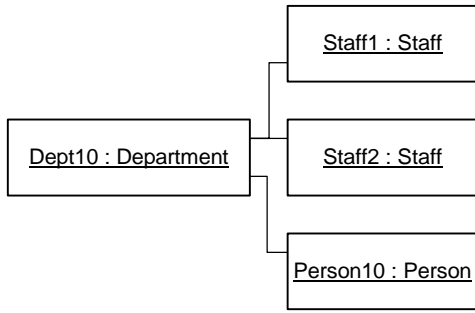 Staff1 : Staff
Dept10 : Department
Staff2 : Staff
Person10 : Person